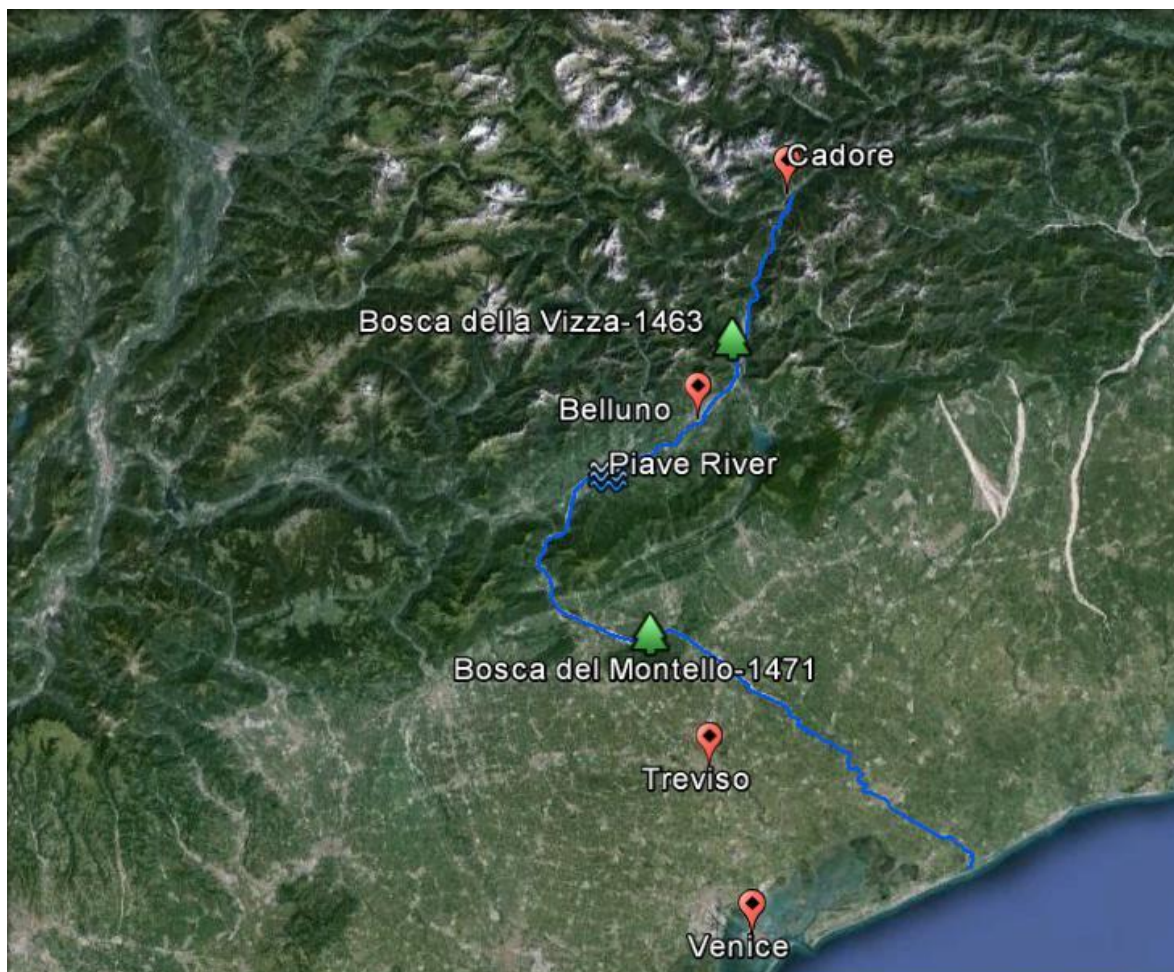 Cadore
Bosca della Vizza-1463
Belluno
Piave River
Bosca del Montello-1471
Treviso
Venice